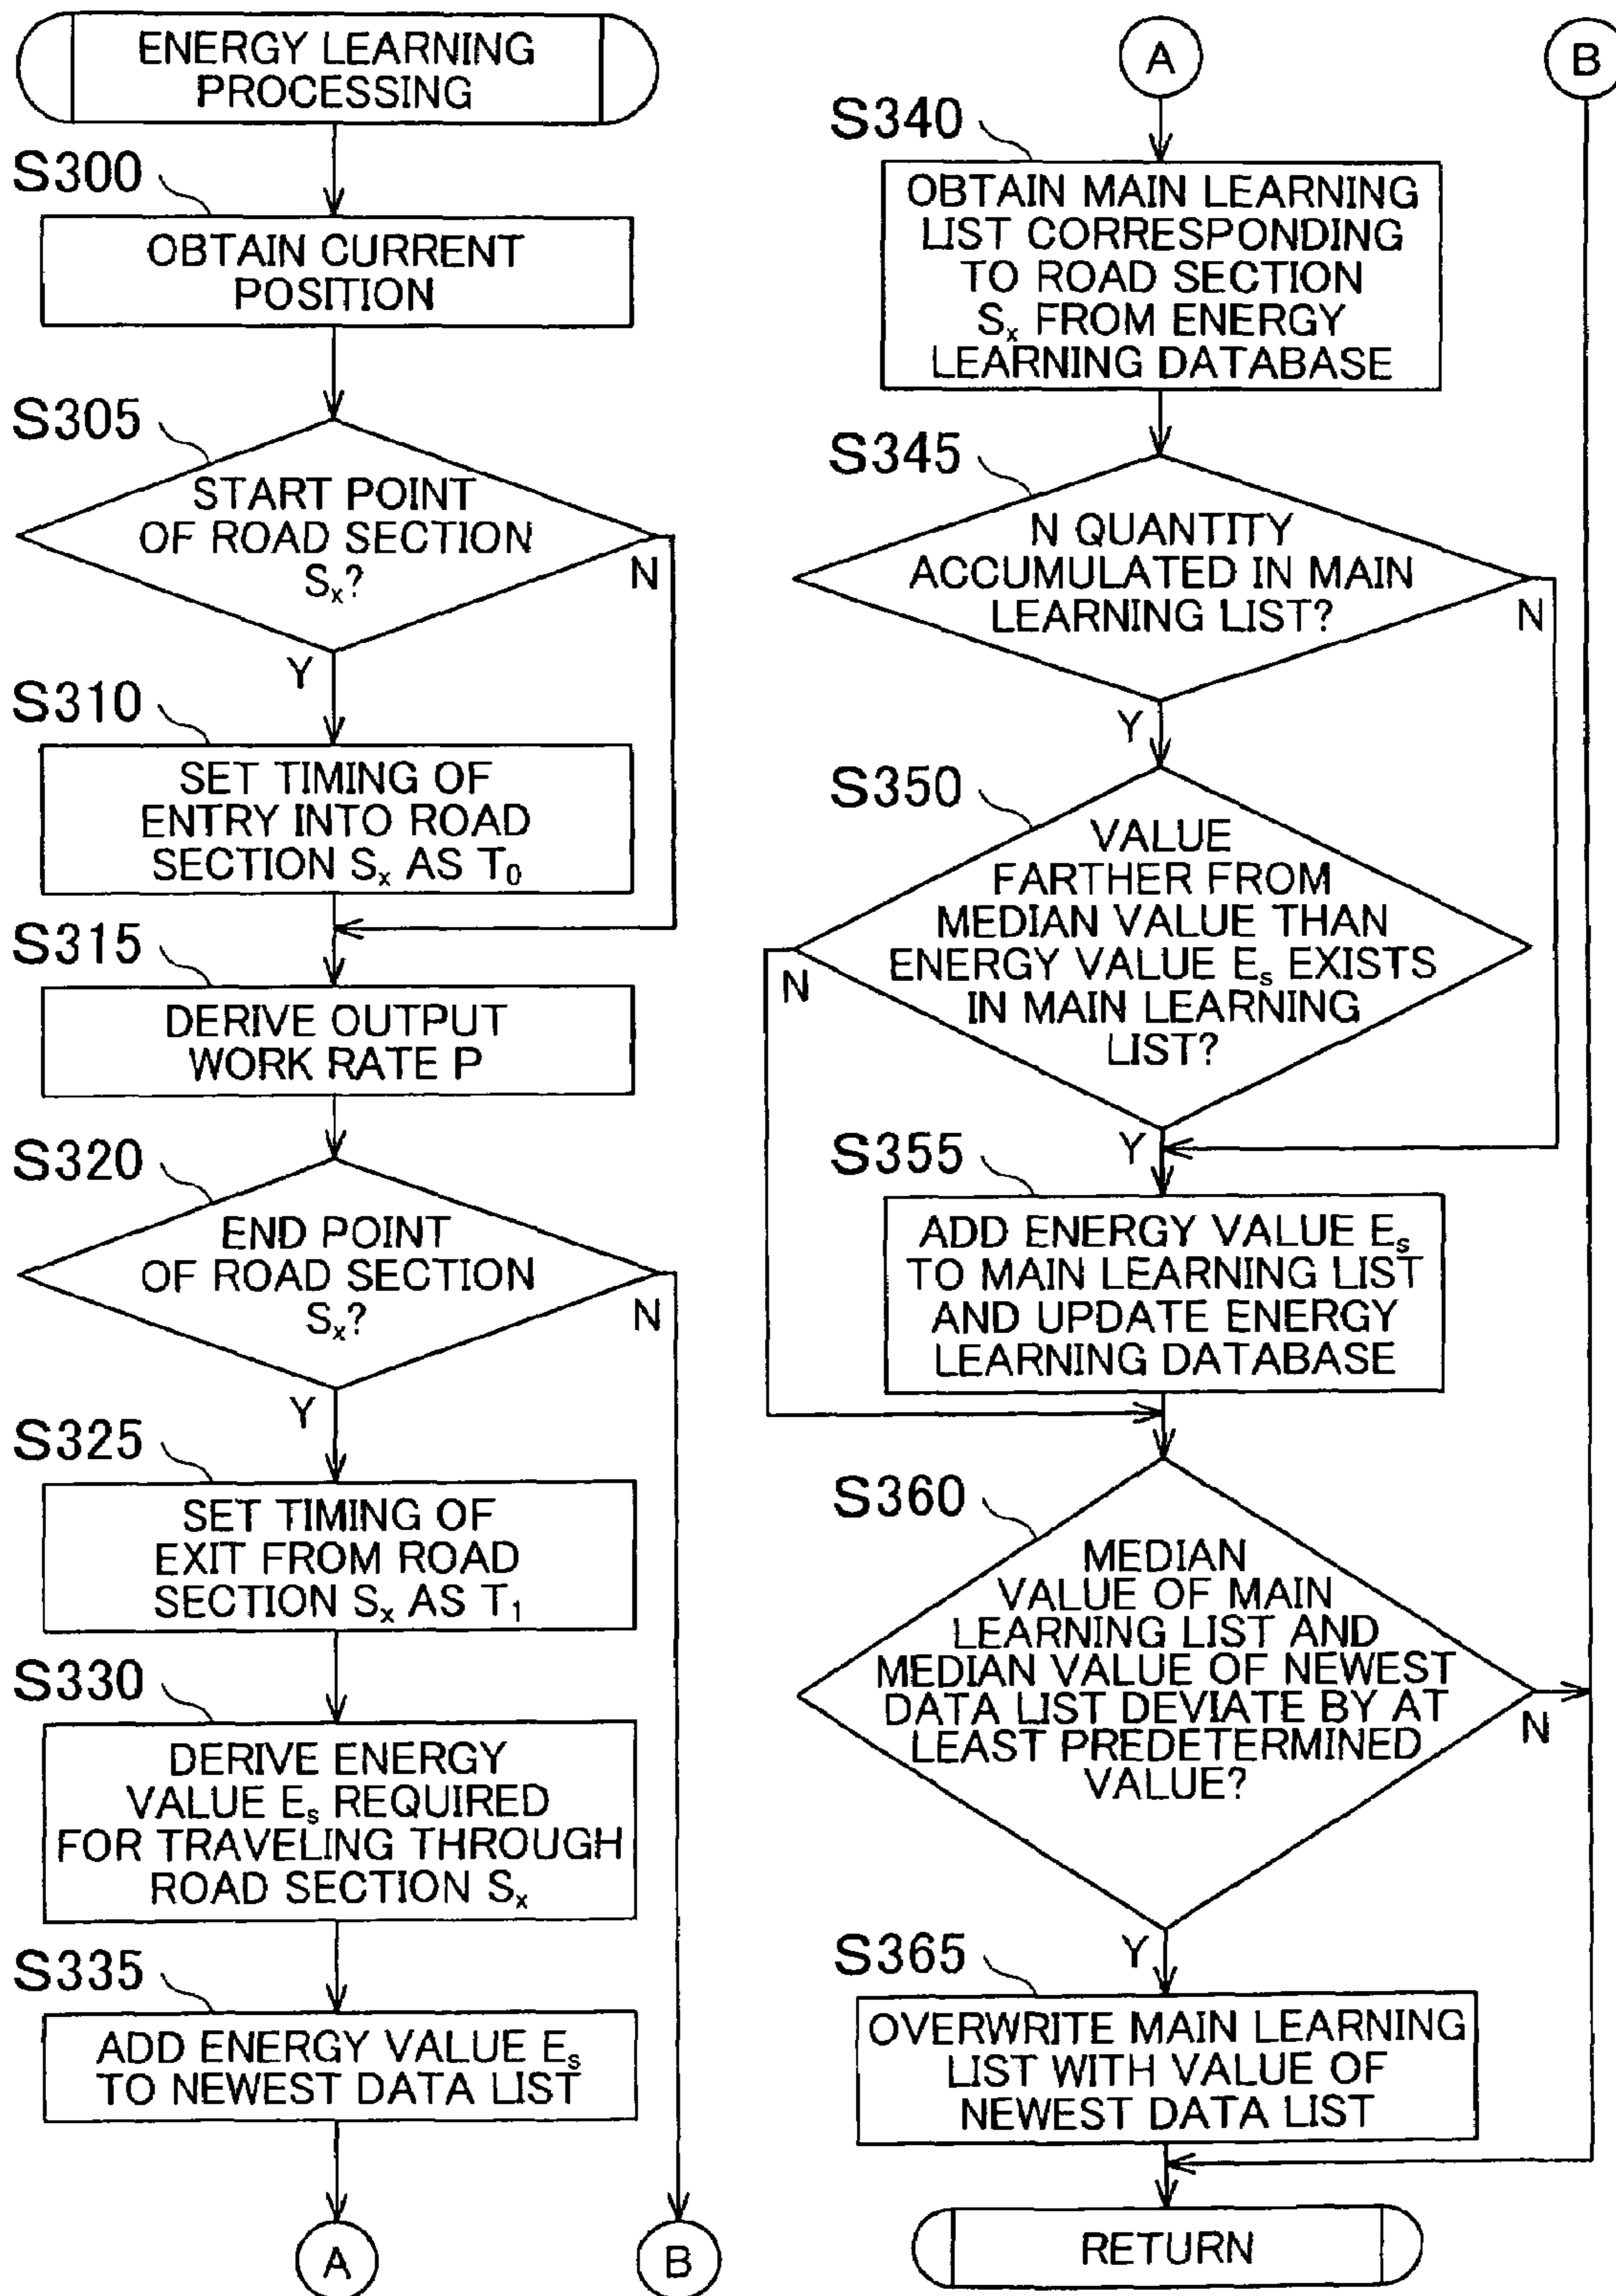 ENERGY LEARNING
PROCESSING
S300
OBTAIN CURRENT
POSITION
S305
START POINT
OF ROAD SECTION
Sₓ?
N
Y
S310
SET TIMING OF
ENTRY INTO ROAD
SECTION Sₓ AS T₀
S315
DERIVE OUTPUT
WORK RATE P
S320
END POINT
OF ROAD SECTION
Sₓ?
N
Y
S325
SET TIMING OF
EXIT FROM ROAD
SECTION Sₓ AS T₁
S330
DERIVE ENERGY
VALUE Eₛ REQUIRED
FOR TRAVELING THROUGH
ROAD SECTION Sₓ
S335
ADD ENERGY VALUE Eₛ
TO NEWEST DATA LIST
A
B
A
B
S340
OBTAIN MAIN LEARNING
LIST CORRESPONDING
TO ROAD SECTION
Sₓ FROM ENERGY
LEARNING DATABASE
S345
N QUANTITY
ACCUMULATED IN MAIN
LEARNING LIST?
N
Y
S350
VALUE
FARTHER FROM
MEDIAN VALUE THAN
ENERGY VALUE Eₛ EXISTS
IN MAIN LEARNING
LIST?
N
Y
S355
ADD ENERGY VALUE Eₛ
TO MAIN LEARNING LIST
AND UPDATE ENERGY
LEARNING DATABASE
S360
MEDIAN
VALUE OF MAIN
LEARNING LIST AND
MEDIAN VALUE OF NEWEST
DATA LIST DEVIATE BY AT
LEAST PREDETERMINED
VALUE?
N
Y
S365
OVERWRITE MAIN LEARNING
LIST WITH VALUE OF
NEWEST DATA LIST
RETURN